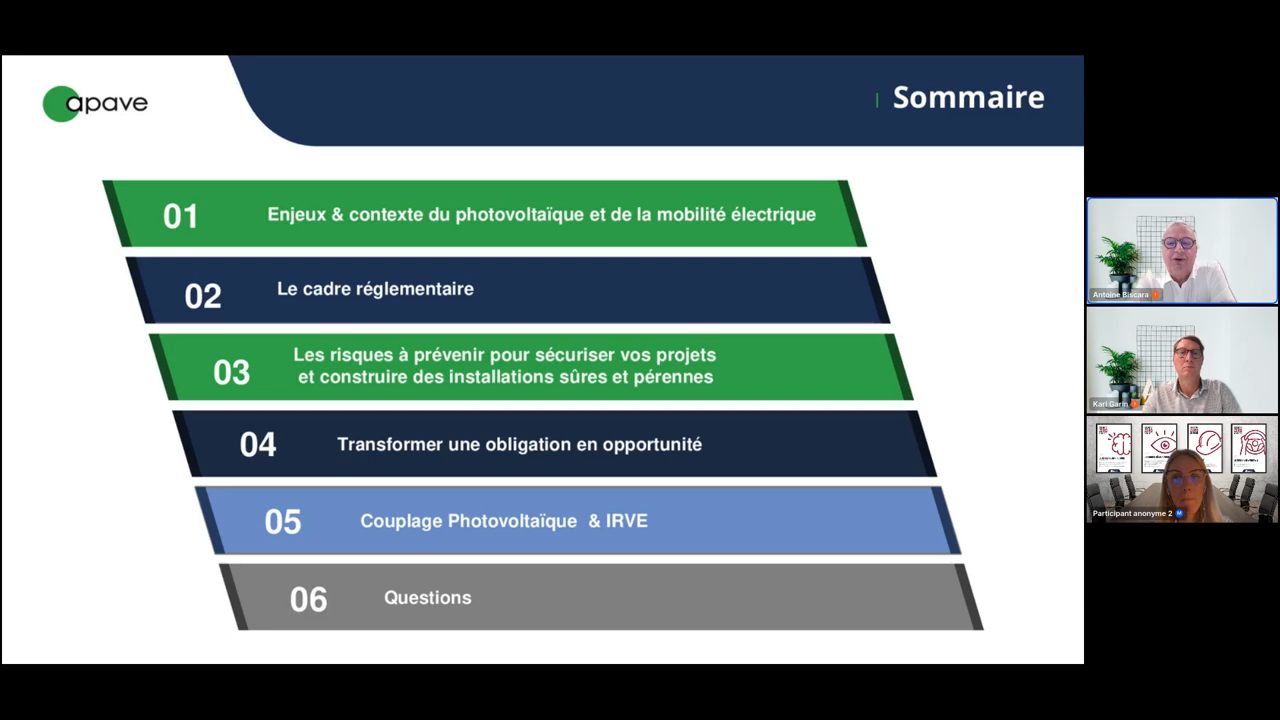 apave
Sommaire
01
Enjeux & contexte du photovoltaïque et de la mobilité électrique
02
Le cadre réglementaire
03
Les risques à prévenir pour sécuriser vos projets
et construire des installations sûres et pérennes
04
Transformer une obligation en opportunité
05
Couplage Photovoltaïque & IRVE
06
Questions
Antoine Biscara
Karl Garin
Participant anonyme 2